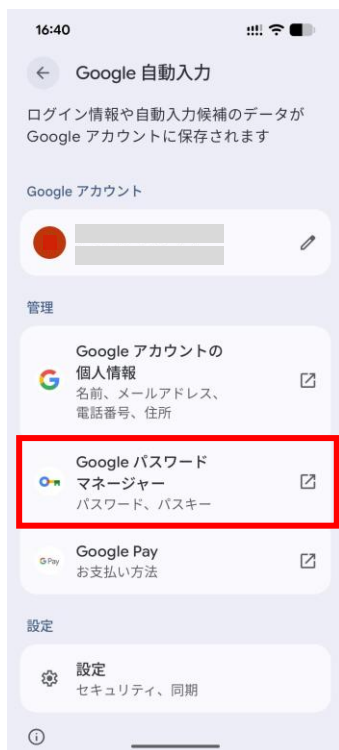 16:40
Google 自動入力
ログイン情報や自動入力候補のデータが
Google アカウントに保存されます
Google アカウント
管理
Google アカウントの
個人情報
名前、メールアドレス、
電話番号、住所
Google パスワード
マネージャー
パスワード、パスキー
G Pay
Google Pay
お支払い方法
設定
設定
セキュリティ、同期